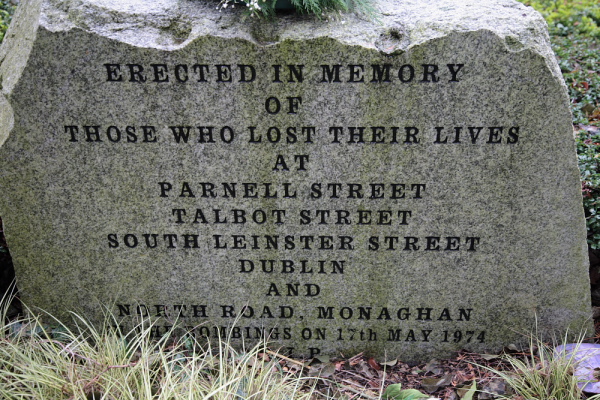 ERECTED IN MEMORY
OF
THOSE WHO LOST THEIR LIVES
AT
PARNELL STREET
TALBOT STREET
SOUTH LEINSTER STREET
DUBLIN
AND
NORTH ROAD, MONAGHAN
BOMBINGS ON 17th MAY 1974